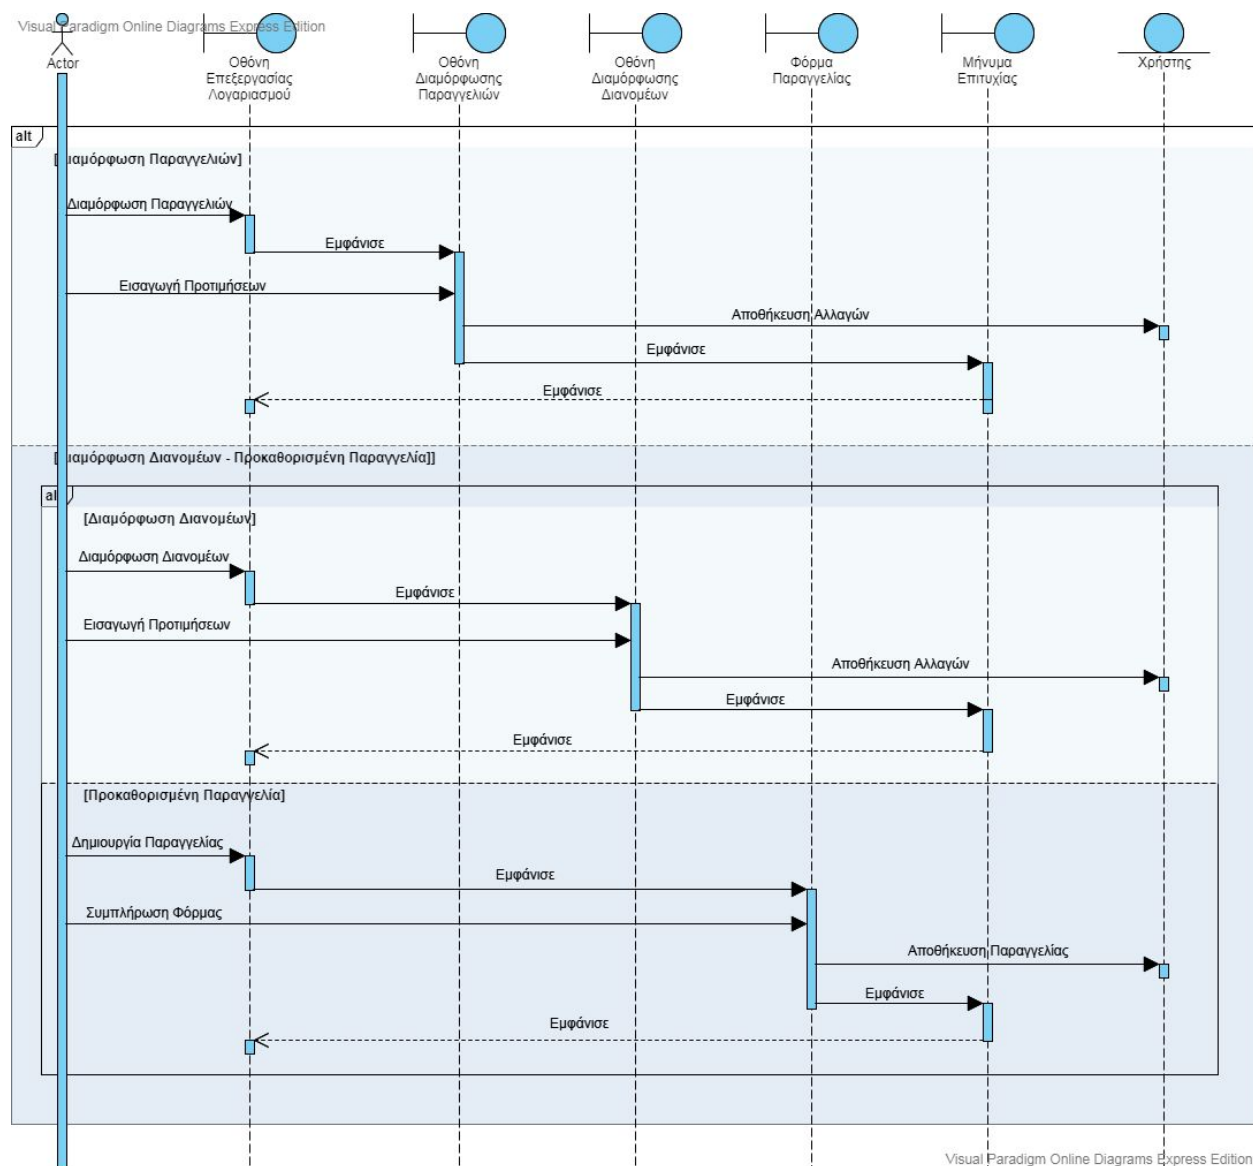 Visual Paradigm Online Diagrams Express Edition
Actor
Οθόνη
Επεξεργασίας
Λογαριασμού
Οθόνη
Διαμόρφωσης
Παραγγελιών
Οθόνη
Διαμόρφωσης
Διανομέων
Φόρμα
Παραγγελίας
Μήνυμα
Επιτυχίας
Χρήστης
alt
[Διαμόρφωση Παραγγελιών]
Διαμόρφωση Παραγγελιών
Εμφάνισε
Εισαγωγή Προτιμήσεων
Αποθήκευση Αλλαγών
Εμφάνισε
Εμφάνισε
[Διαμόρφωση Διανομέων - Προκαθορισμένη Παραγγελία]]
alt
[Διαμόρφωση Διανομέων]
Διαμόρφωση Διανομέων
Εμφάνισε
Εισαγωγή Προτιμήσεων
Αποθήκευση Αλλαγών
Εμφάνισε
Εμφάνισε
[Προκαθορισμένη Παραγγελία]
Δημιουργία Παραγγελίας
Εμφάνισε
Συμπλήρωση Φόρμας
Αποθήκευση Παραγγελίας
Εμφάνισε
Εμφάνισε
Visual Paradigm Online Diagrams Express Edition